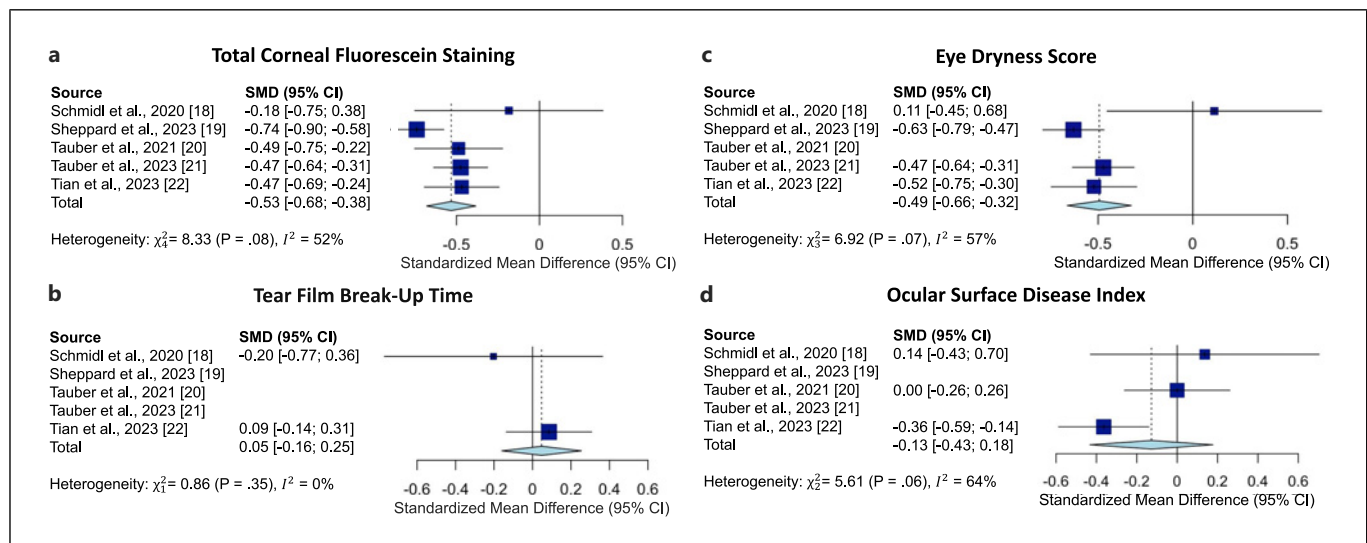 a
Total Corneal Fluorescein Staining
Source SMD (95% CI)
Schmidl et al., 2020 [18] -0.18 [-0.75; 0.38]
Sheppard et al., 2023 [19] -0.74 [-0.90; -0.58]
Tauber et al., 2021 [20] -0.49 [-0.75; -0.22]
Tauber et al., 2023 [21] -0.47 [-0.64; -0.31]
Tian et al., 2023 [22] -0.47 [-0.69; -0.24]
Total -0.53 [-0.68; -0.38]
Heterogeneity: χ²₄= 8.33 (P = .08), I² = 52%
-0.5 0 0.5
Standardized Mean Difference (95% CI)
b
Tear Film Break-Up Time
Source SMD (95% CI)
Schmidl et al., 2020 [18] -0.20 [-0.77; 0.36]
Sheppard et al., 2023 [19]
Tauber et al., 2021 [20]
Tauber et al., 2023 [21]
Tian et al., 2023 [22] 0.09 [-0.14; 0.31]
Total 0.05 [-0.16; 0.25]
Heterogeneity: χ²₁= 0.86 (P = .35), I² = 0%
-0.6 -0.4 -0.2 0 0.2 0.4 0.6
Standardized Mean Difference (95% CI)
c
Eye Dryness Score
Source SMD (95% CI)
Schmidl et al., 2020 [18] 0.11 [-0.45; 0.68]
Sheppard et al., 2023 [19] -0.63 [-0.79; -0.47]
Tauber et al., 2021 [20]
Tauber et al., 2023 [21] -0.47 [-0.64; -0.31]
Tian et al., 2023 [22] -0.52 [-0.75; -0.30]
Total -0.49 [-0.66; -0.32]
Heterogeneity: χ²₃= 6.92 (P = .07), I² = 57%
-0.5 0 0.5
Standardized Mean Difference (95% CI)
d
Ocular Surface Disease Index
Source SMD (95% CI)
Schmidl et al., 2020 [18] 0.14 [-0.43; 0.70]
Sheppard et al., 2023 [19]
Tauber et al., 2021 [20] 0.00 [-0.26; 0.26]
Tauber et al., 2023 [21]
Tian et al., 2023 [22] -0.36 [-0.59; -0.14]
Total -0.13 [-0.43; 0.18]
Heterogeneity: χ²₂= 5.61 (P = .06), I² = 64%
-0.6 -0.4 -0.2 0 0.2 0.4 0.6
Standardized Mean Difference (95% CI)